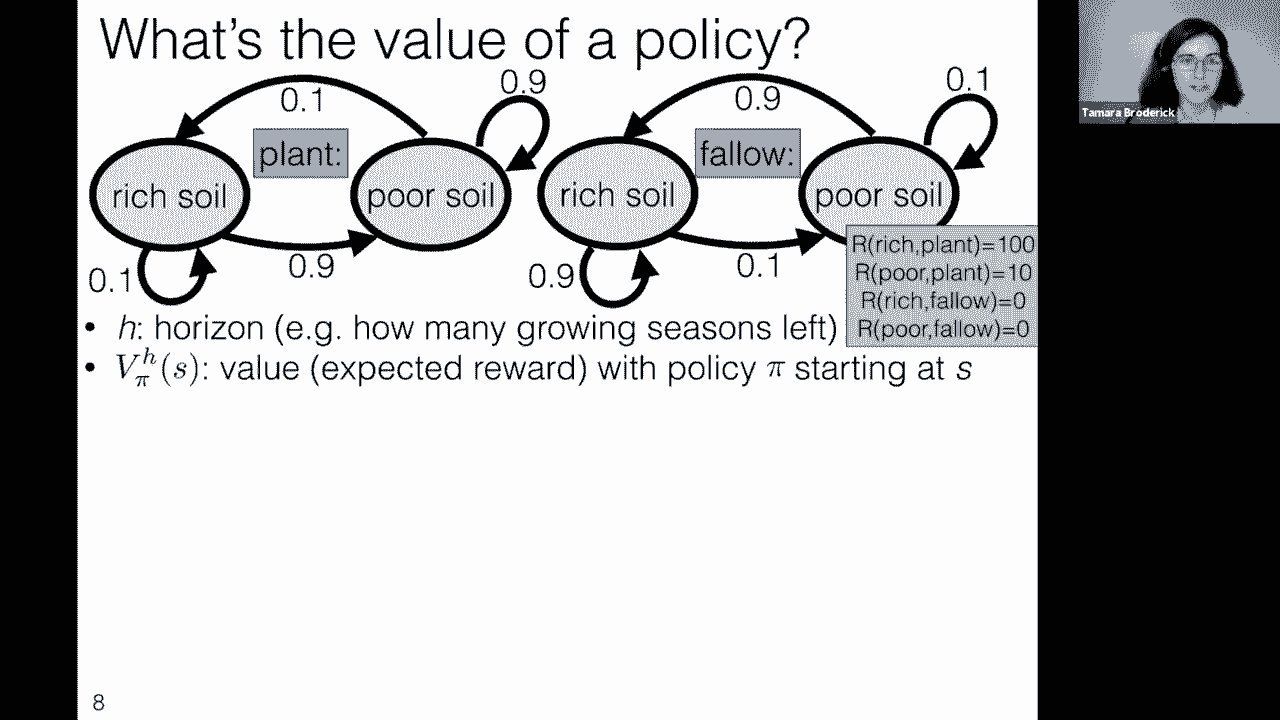 What's the value of a policy?
0.1
0.9
0.9
0.1
plant:
fallow:
rich soil
poor soil
rich soil
poor soil
0.1
0.9
0.9
0.1
R(rich,plant)=100
R(poor,plant)=10
R(rich,fallow)=0
R(poor,fallow)=0
• h: horizon (e.g. how many growing seasons left)
• V_π^h(s): value (expected reward) with policy π starting at s
8
Tamara Broderick